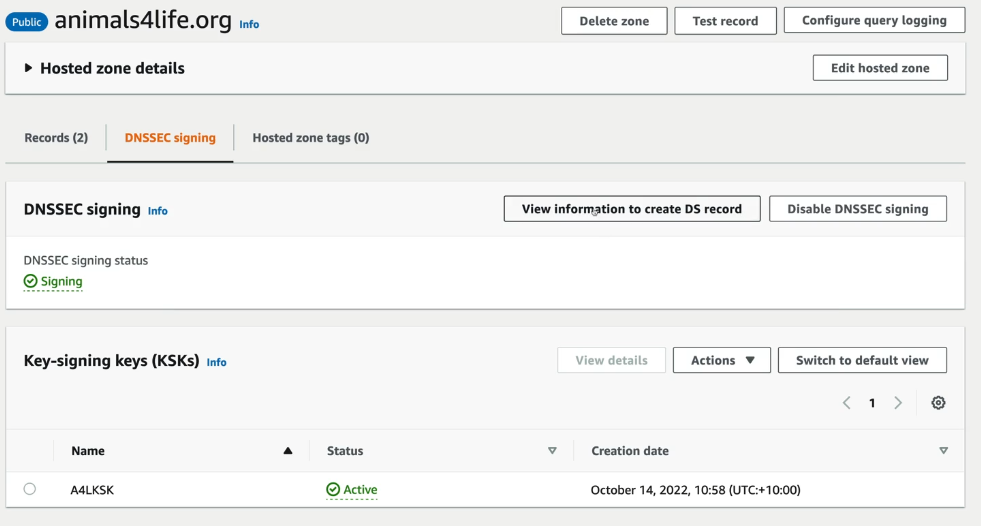 Public animals4life.org Info Delete zone Test record Configure query logging
Hosted zone details Edit hosted zone
Records (2) DNSSEC signing Hosted zone tags (0)
DNSSEC signing Info View information to create DS record Disable DNSSEC signing
DNSSEC signing status
Signing
Key-signing keys (KSKs) Info View details Actions Switch to default view
1
Name Status Creation date
A4LKSK Active October 14, 2022, 10:58 (UTC:+10:00)